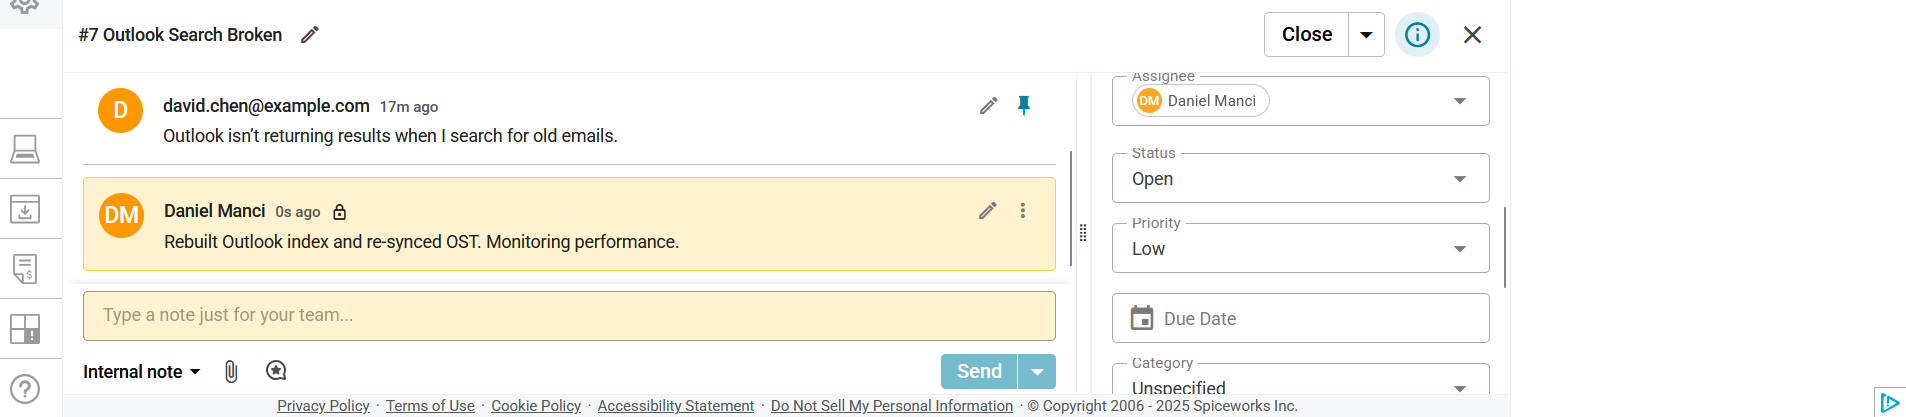 #7 Outlook Search Broken
Close
D
david.chen@example.com 17m ago
Outlook isn’t returning results when I search for old emails.
DM
Daniel Manci 0s ago
Rebuilt Outlook index and re-synced OST. Monitoring performance.
Type a note just for your team...
Internal note
Send
Assignee
DM Daniel Manci
Status
Open
Priority
Low
Due Date
Category
Unspecified
Privacy Policy · Terms of Use · Cookie Policy · Accessibility Statement · Do Not Sell My Personal Information · © Copyright 2006 - 2025 Spiceworks Inc.